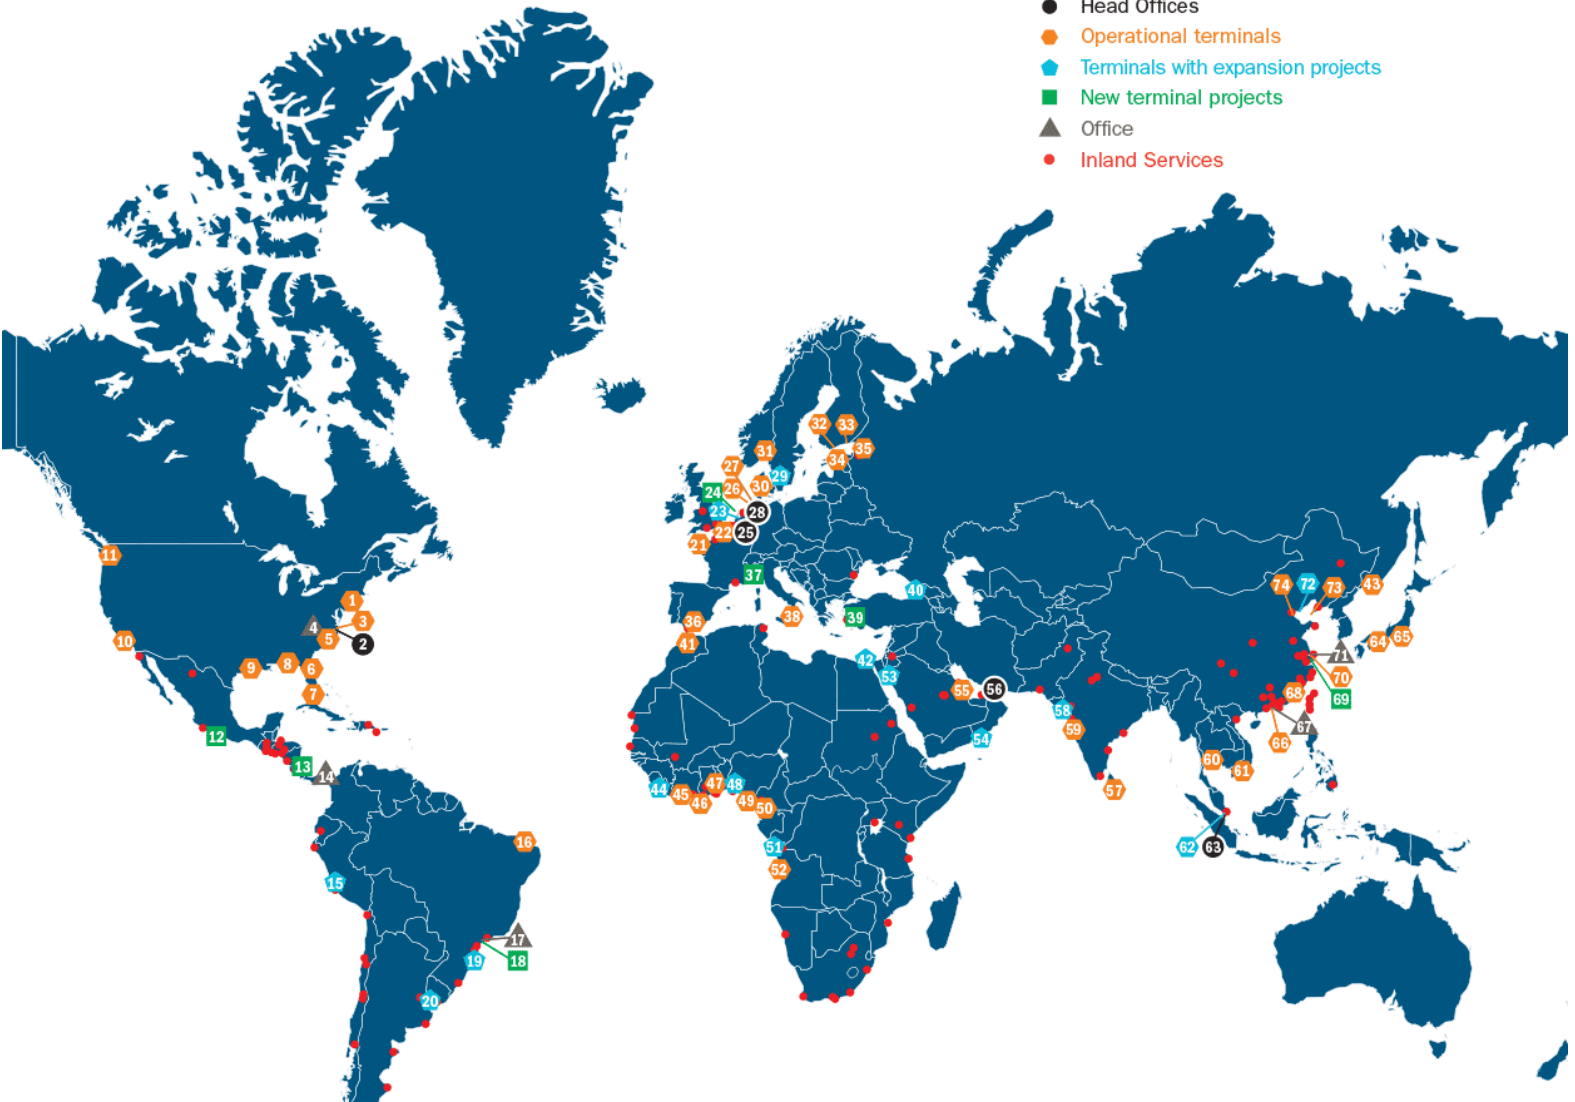 Head Offices
Operational terminals
Terminals with expansion projects
New terminal projects
Office
Inland Services
32 33
31 35
27 34
29
24 26 30
23 28
22 25
21
11
37
74 72 73 43
40
1
39
38
3 36
4
5 64 65
10 2 41
71
42
8
9 6 53 70
55 56
7 68 69
58
67
59
12
54 66
60
13 61
14
47 48
44 45 57
46 49 50
16
51 62 63
52
15
17
19 18
20